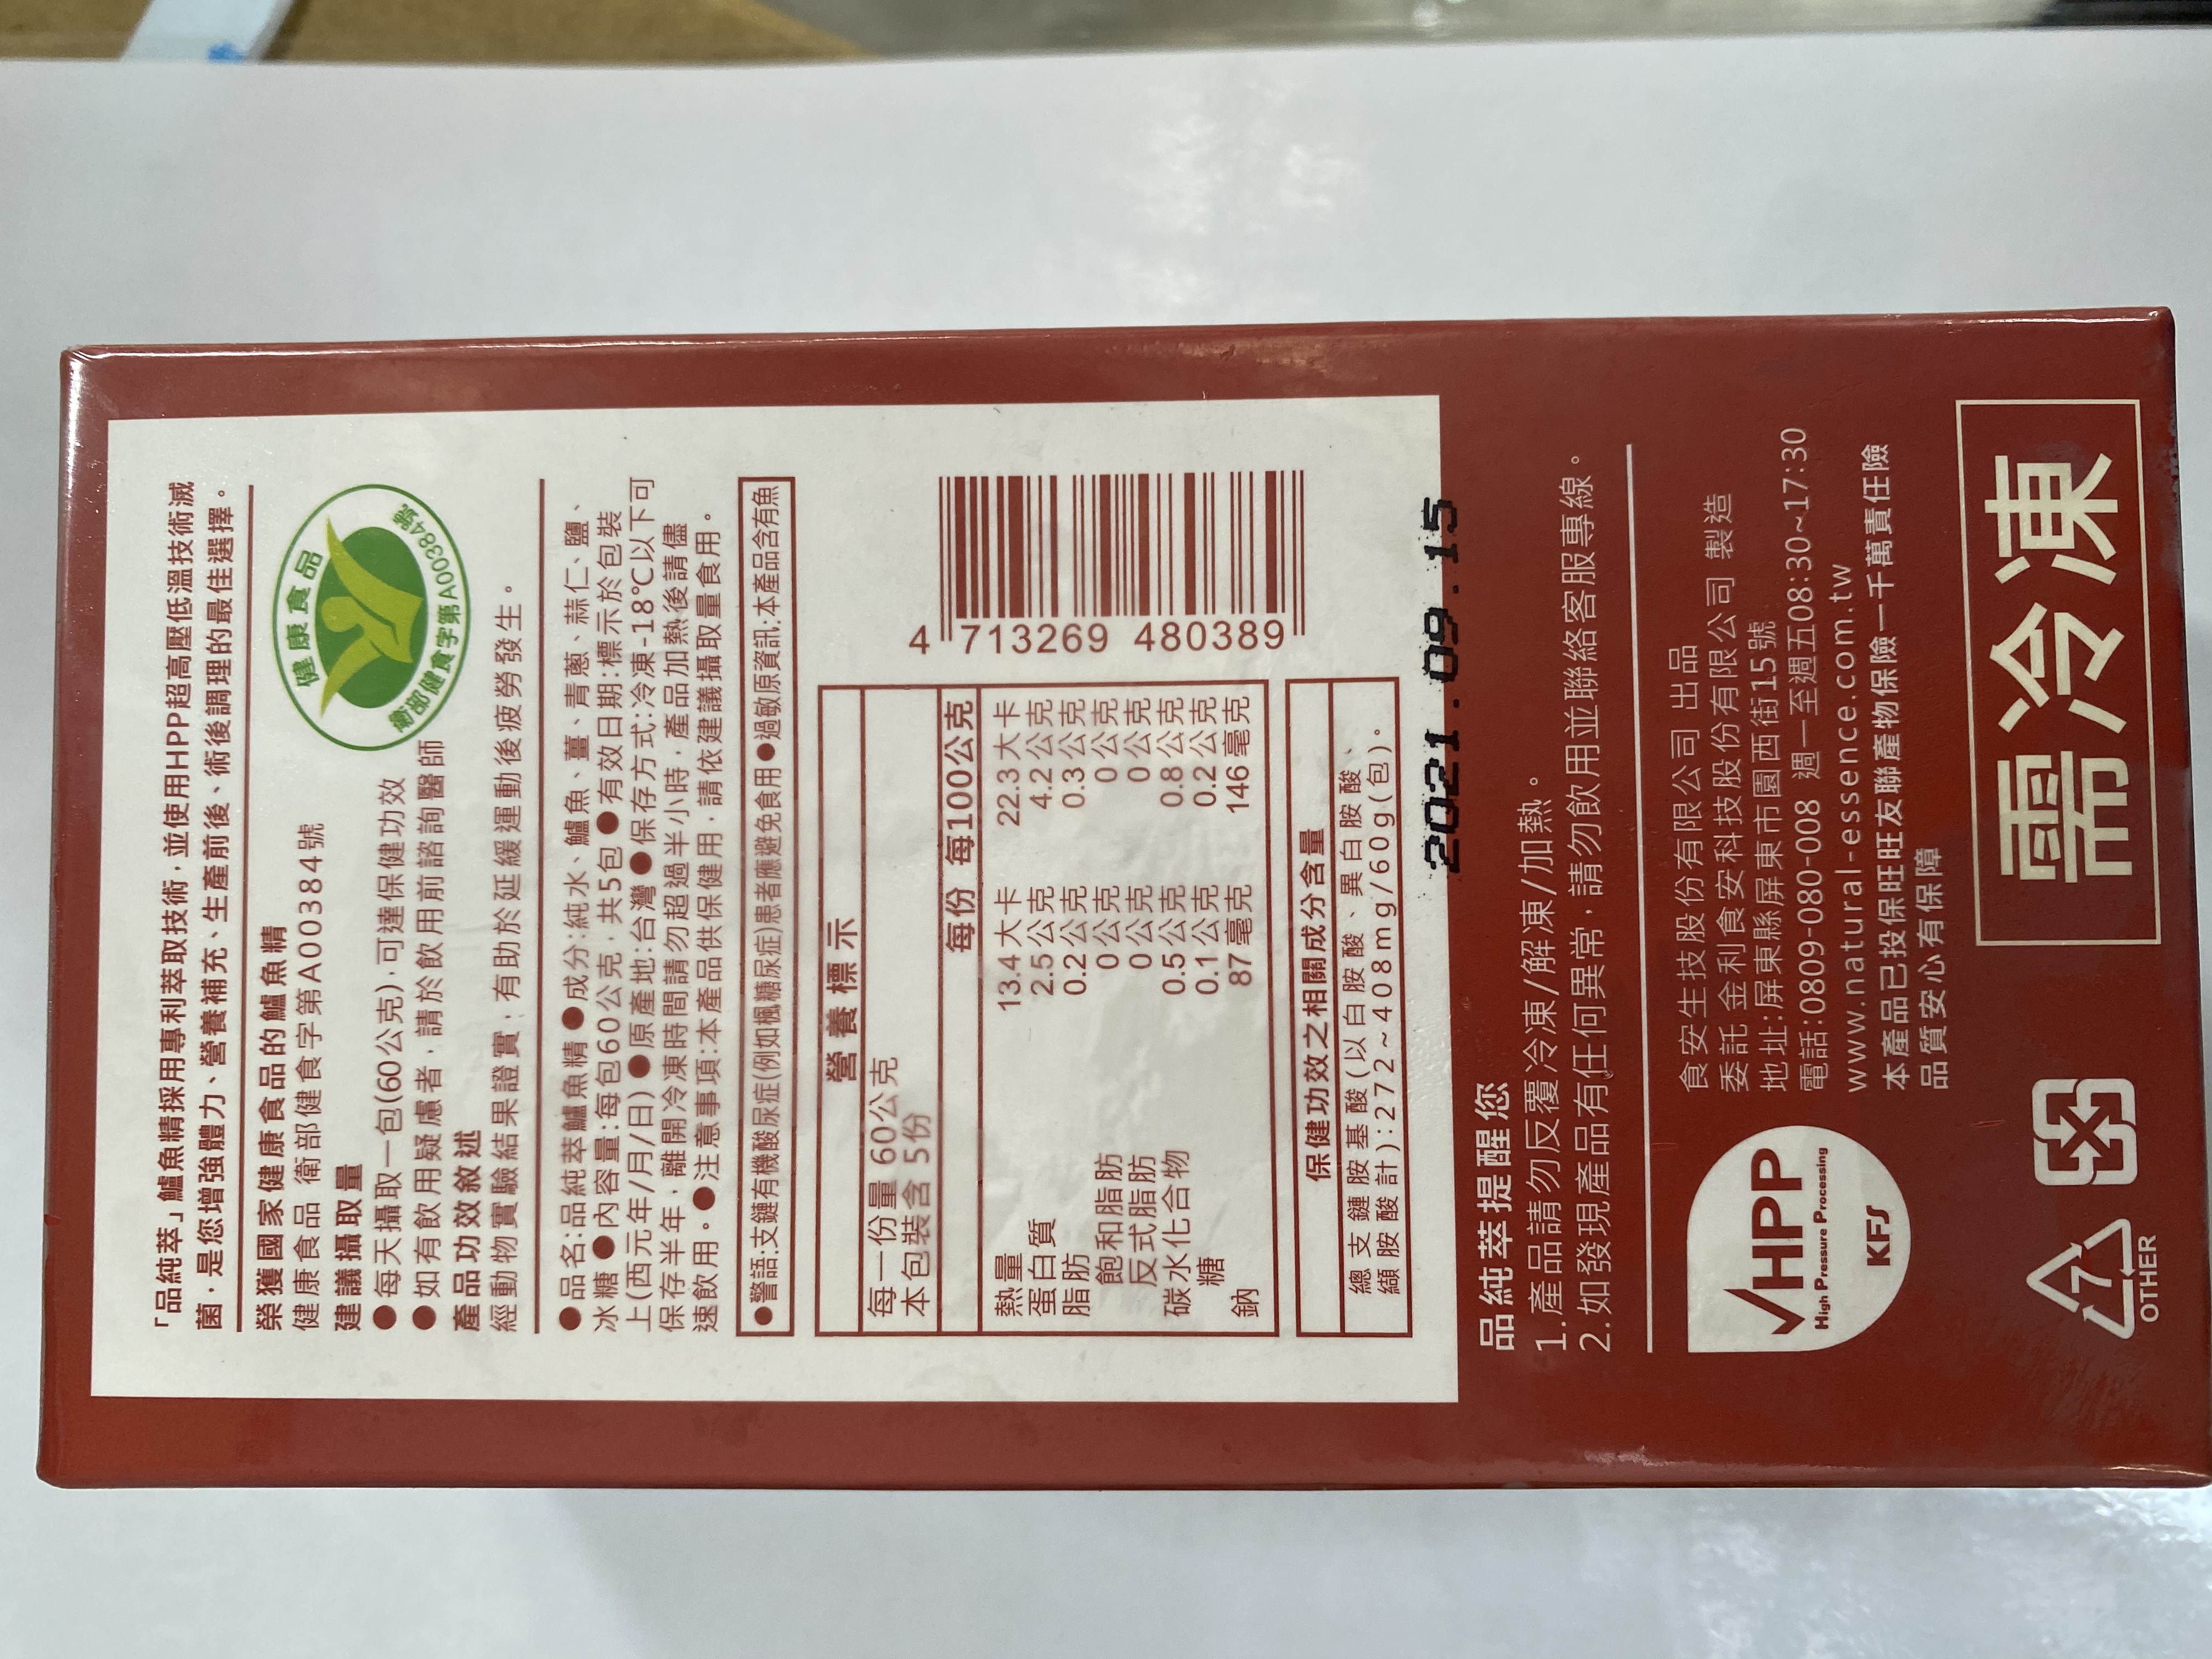 「品純萃」鱸魚精採用專利萃取技術,並使用HPP超高壓低溫技術滅
菌,是您增強體力、營養補充、生產前後、術後調理的最佳選擇。
榮獲國家健康食品的鱸魚精
健康食品 衛部健食字第A00384號
建議攝取量
●每天攝取一包(60公克),可達保健功效
●如有飲用疑慮者,請於飲用前諮詢醫師
產品功效敘述
經動物實驗結果證實:有助於延緩運動後疲勞發生。
健康食品
衛部健食字第A00384號
●品名:品純萃鱸魚精●成分:純水、鱸魚、薑、青蔥、蒜仁、鹽、
冰糖●內容量:每包60公克,共5包●有效日期:標示於包裝
上(西元年/月/日)●原產地:台灣●保存方式:冷凍-18℃以下可
保存半年,離開冷凍時間請勿超過半小時,產品加熱後請儘
速飲用。●注意事項:本產品供保健用,請依建議攝取量食用。
●警語:支鏈有機酸尿症(例如楓糖尿症)患者應避免食用●過敏原資訊:本產品含有魚
營養標示
每一份量 60公克
本包裝含 5份
每份 每100公克
熱量 13.4大卡 22.3大卡
蛋白質 2.5公克 4.2公克
脂肪 0.2公克 0.3公克
飽和脂肪 0公克 0公克
反式脂肪 0公克 0公克
碳水化合物 0.5公克 0.8公克
糖 0.1公克 0.2公克
鈉 87毫克 146毫克
4 713269 480389
保健功效之相關成分含量
總支鏈胺基酸(以白胺酸、異白胺酸、
纈胺酸計):272~408mg/60g(包)。
2021.09.15
品純萃提醒您
1.產品請勿反覆冷凍/解凍/加熱。
2.如發現產品有任何異常,請勿飲用並聯絡客服專線。
HPP
High Pressure Processing
KFS
食安生技股份有限公司 出品
委託 金利食安科技股份有限公司 製造
地址:屏東縣屏東市園西街15號
電話:0809-080-008 週一至週五08:30~17:30
www.natural-essence.com.tw
本產品已投保旺旺友聯產物保險一千萬責任險
品質安心有保障
7
OTHER
需冷凍